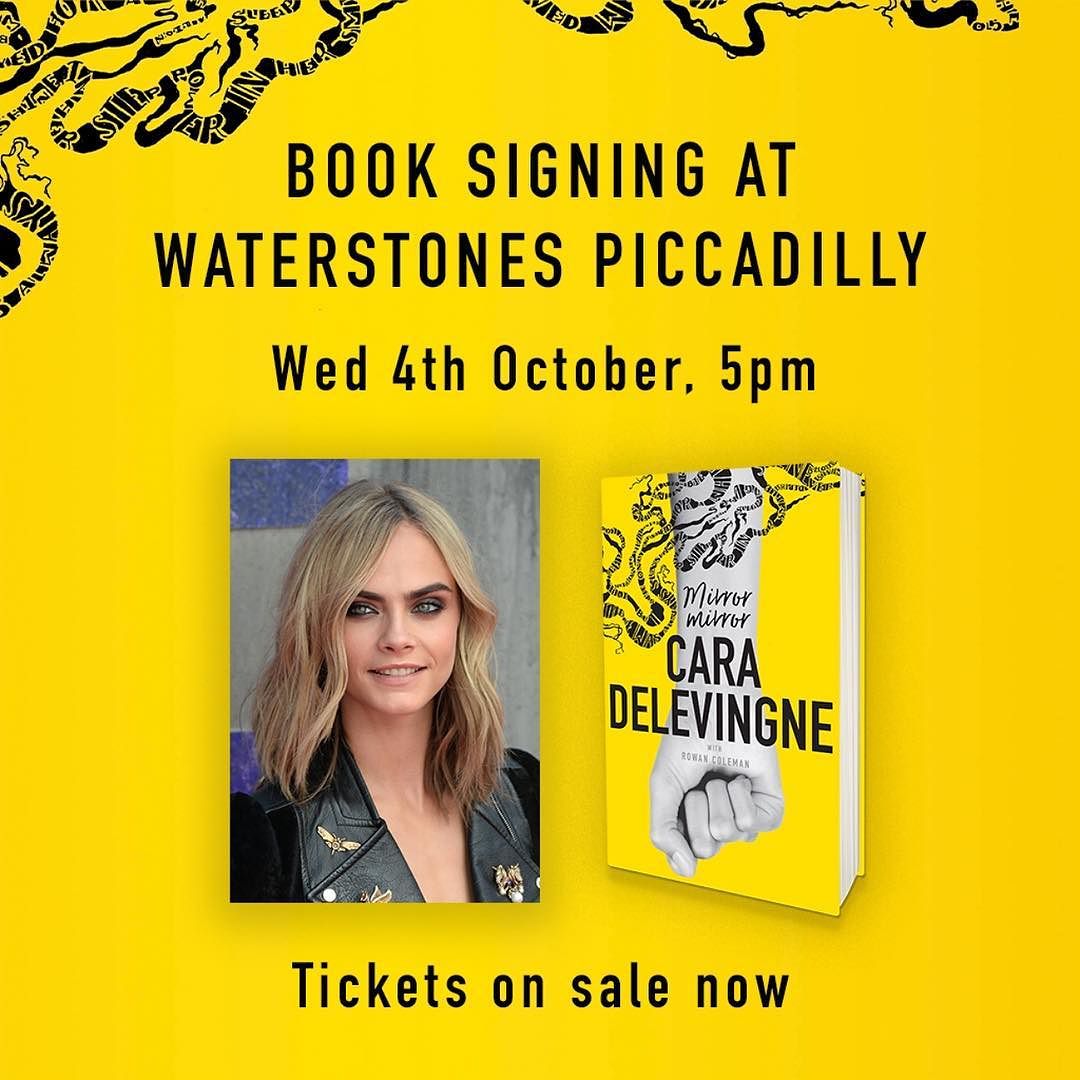 BOOK SIGNING AT
WATERSTONES PICCADILLY
Wed 4th October, 5pm
Mirror
mirror
CARA
DELEVINGNE
WITH
ROWAN COLEMAN
Tickets on sale now